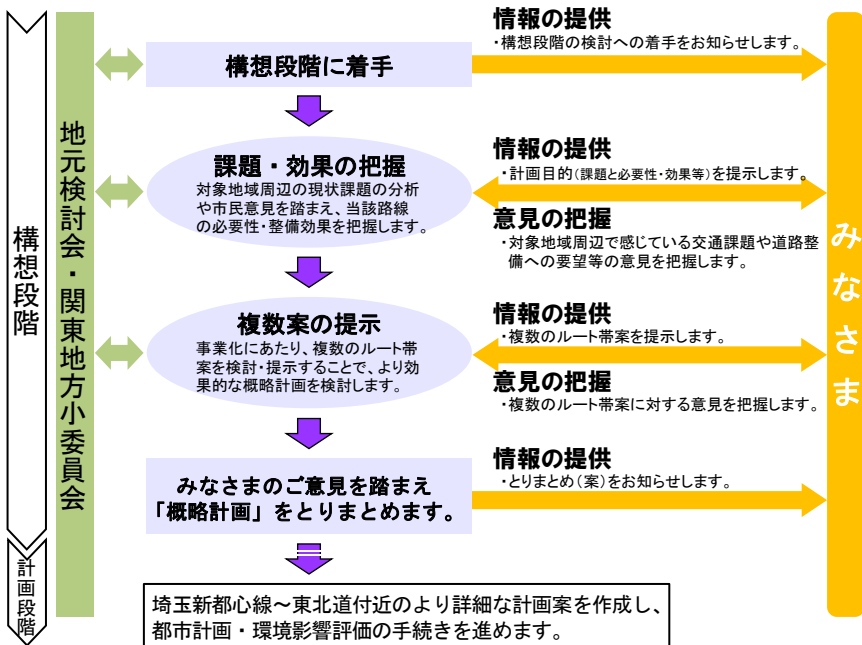 構想段階
計画段階
地元検討会・関東地方小委員会
構想段階に着手
情報の提供
・構想段階の検討への着手をお知らせします。
課題・効果の把握
対象地域周辺の現状課題の分析
や市民意見を踏まえ、当該路線
の必要性・整備効果を把握します。
情報の提供
・計画目的(課題と必要性・効果等)を提示します。
意見の把握
・対象地域周辺で感じている交通課題や道路整
備への要望等の意見を把握します。
複数案の提示
事業化にあたり、複数のルート帯
案を検討・提示することで、より効
果的な概略計画を検討します。
情報の提供
・複数のルート帯案を提示します。
意見の把握
・複数のルート帯案に対する意見を把握します。
みなさまのご意見を踏まえ
「概略計画」をとりまとめます。
情報の提供
・とりまとめ(案)をお知らせします。
みなさま
埼玉新都心線～東北道付近のより詳細な計画案を作成し、
都市計画・環境影響評価の手続きを進めます。